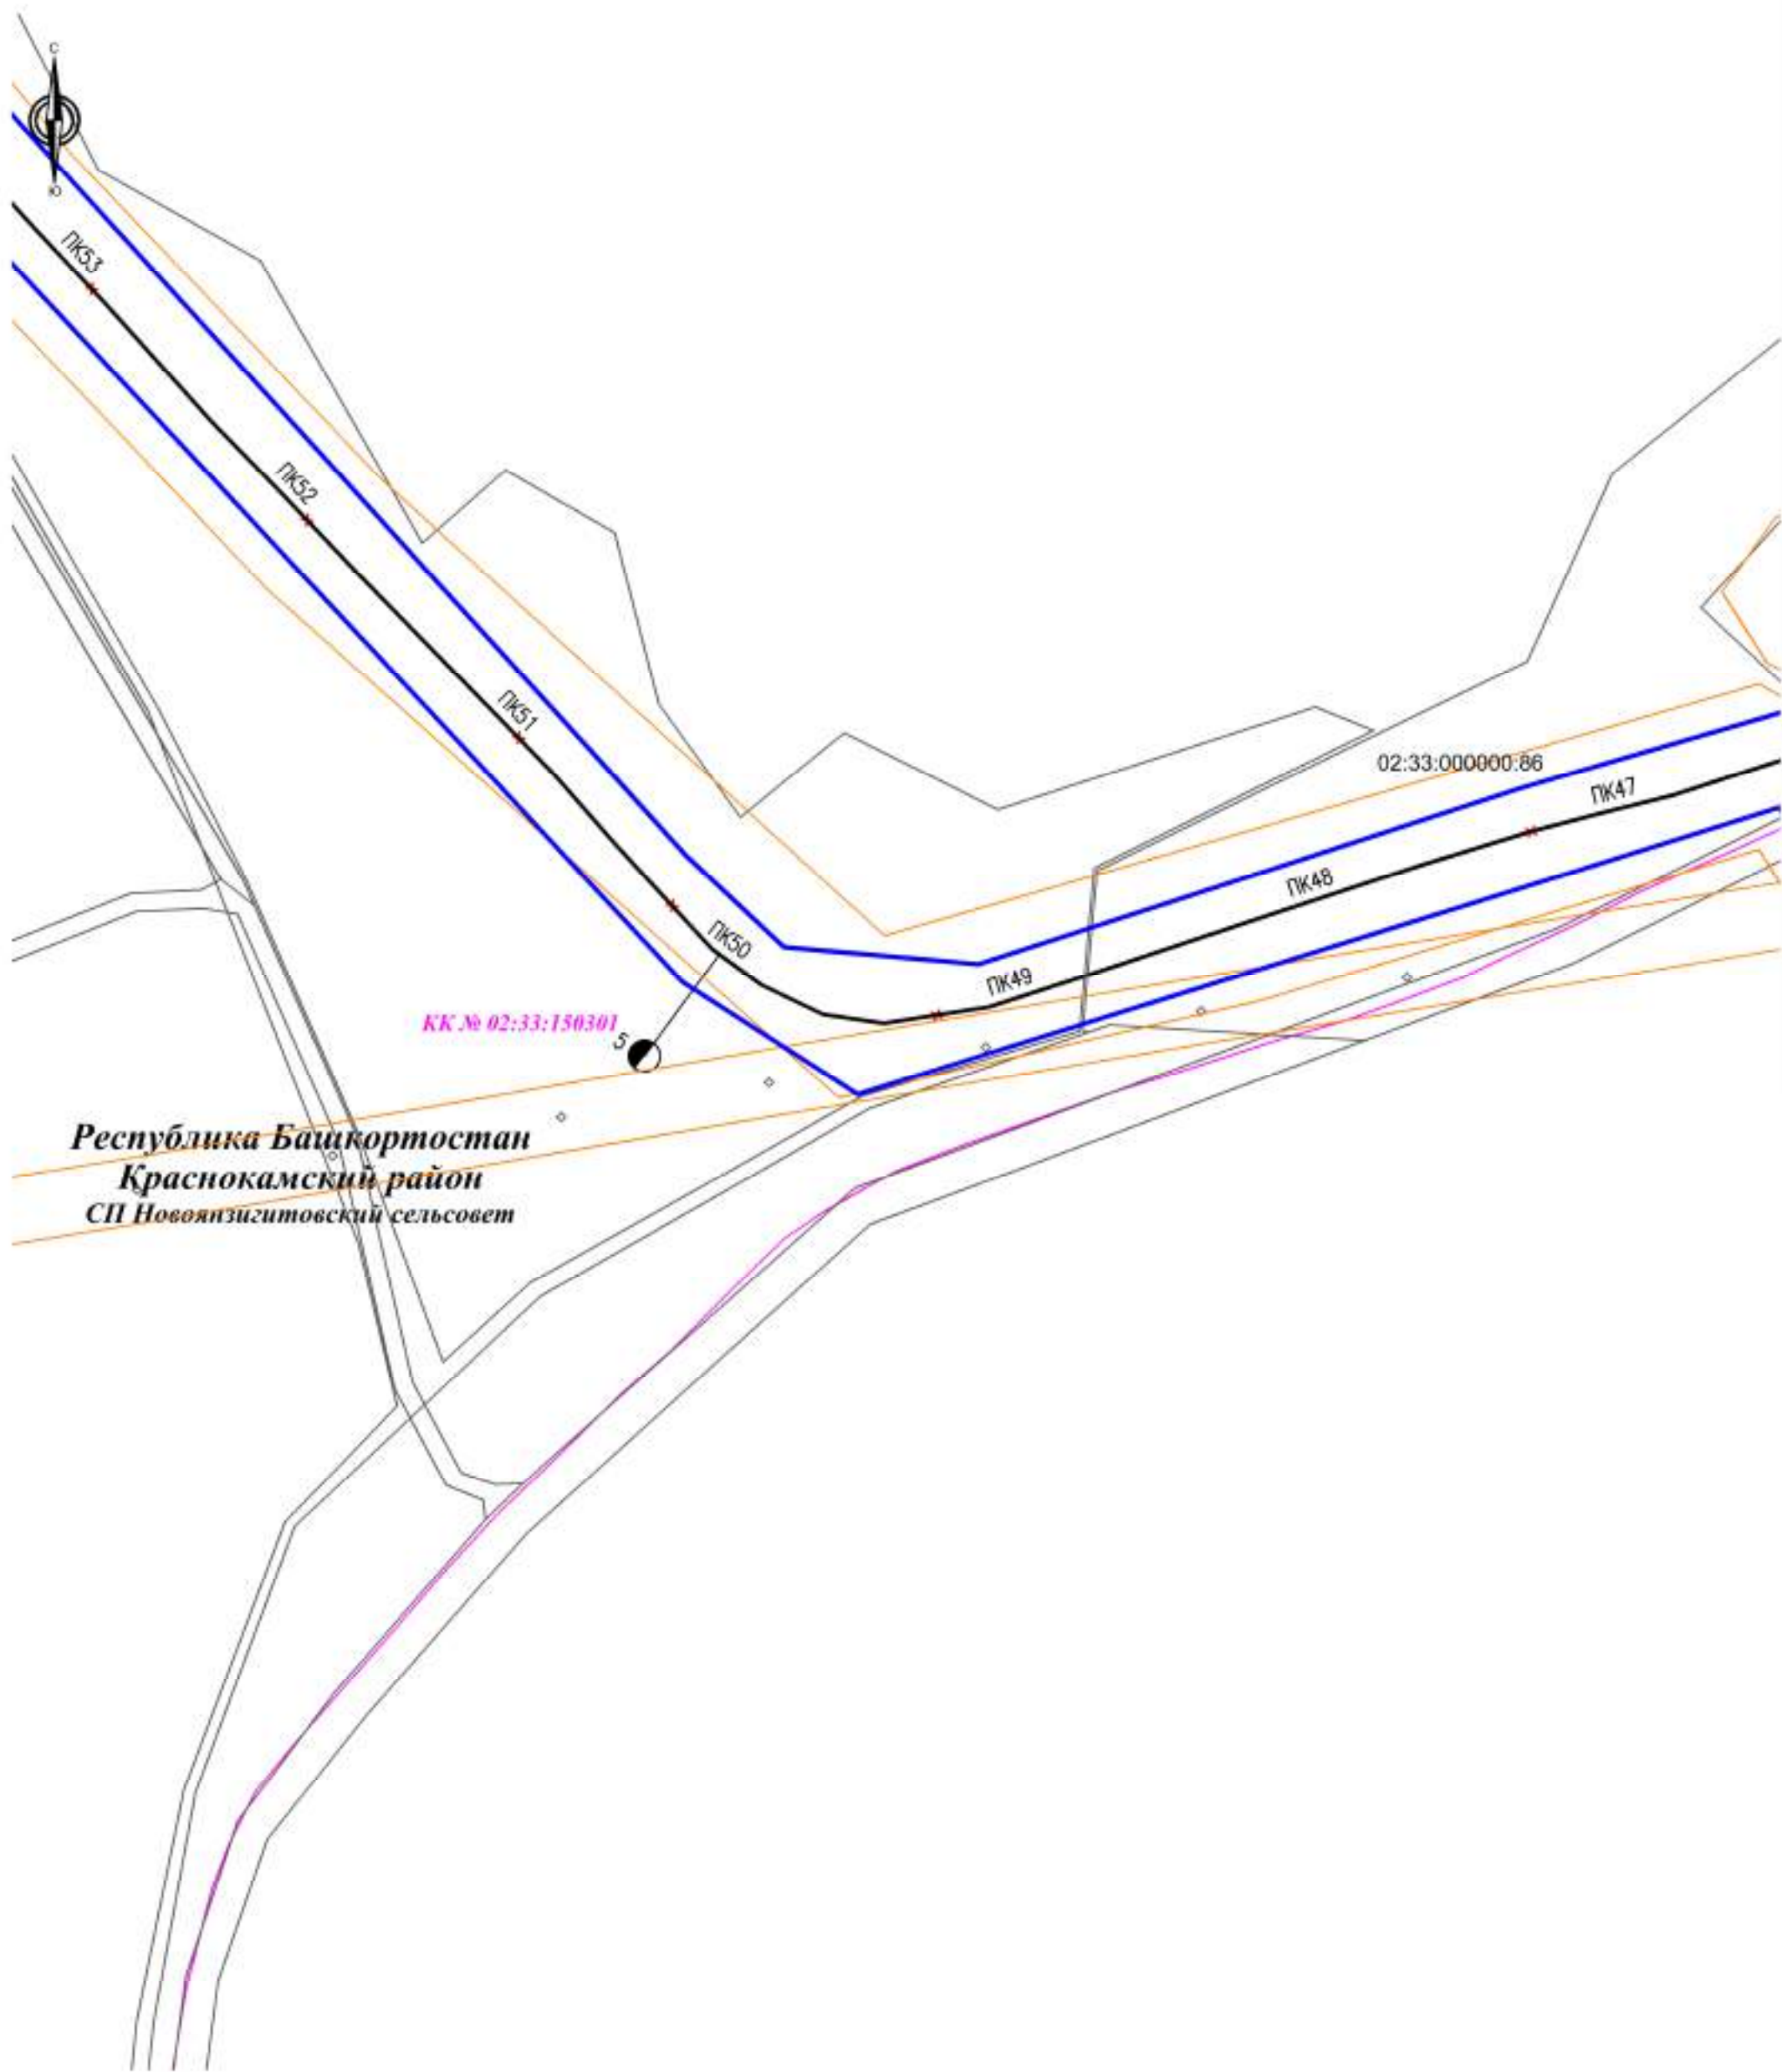 С
Ю
ПК53
ПК52
ПК51
02:33:000000:86
ПК47
ПК48
ПК50
ПК49
КК № 02:33:150301
5
Республика Башкортостан
Краснокамский район
СП Новоянзигитовский сельсовет